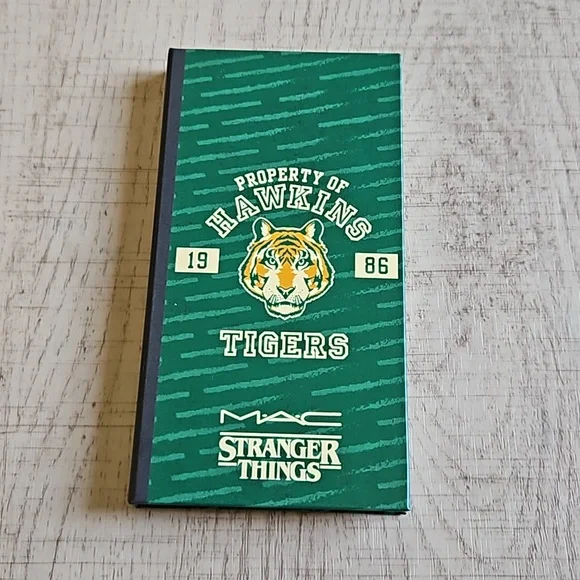 PROPERTY OF
HAWKINS
19 86
TIGERS
M·A·C
STRANGER
THINGS